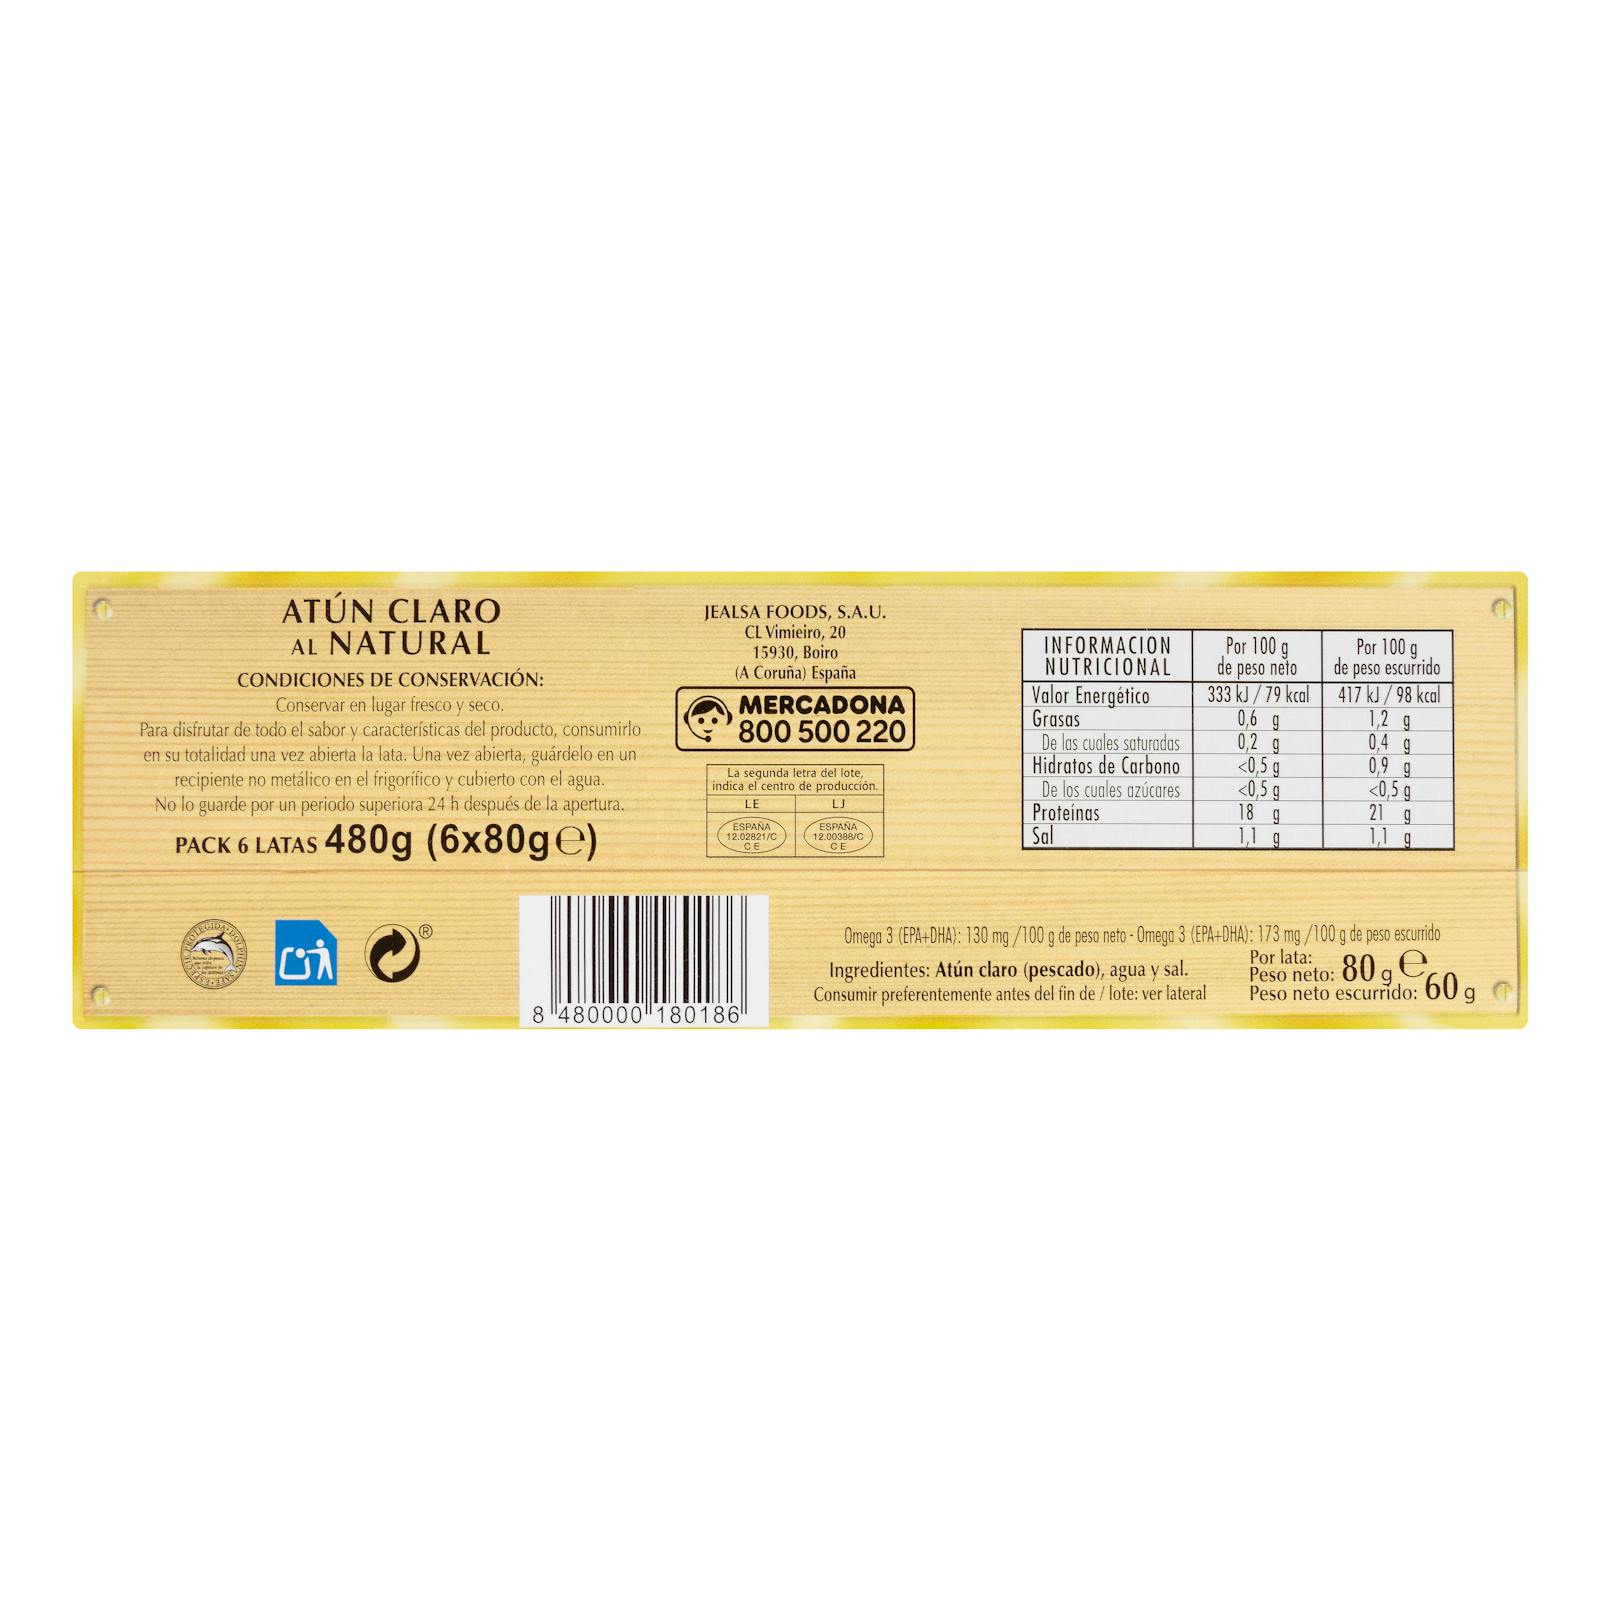 ATÚN CLARO
AL NATURAL
CONDICIONES DE CONSERVACIÓN:
Conservar en lugar fresco y seco.
Para disfrutar de todo el sabor y características del producto, consumirlo
en su totalidad una vez abierta la lata. Una vez abierta, guárdelo en un
recipiente no metálico en el frigorífico y cubierto con el agua.
No lo guarde por un periodo superiora 24 h después de la apertura.
PACK 6 LATAS 480g (6x80g℮)
JEALSA FOODS, S.A.U.
CL Vimieiro, 20
15930, Boiro
(A Coruña) España
MERCADONA
800 500 220
La segunda letra del lote,
indica el centro de producción.
LE LJ
ESPAÑA
12.02821/C
C E
ESPAÑA
12.00388/C
C E
INFORMACION NUTRICIONAL Por 100 g de peso neto Por 100 g de peso escurrido
Valor Energético 333 kJ / 79 kcal 417 kJ / 98 kcal
Grasas 0,6 g 1,2 g
De las cuales saturadas 0,2 g 0,4 g
Hidratos de Carbono <0,5 g 0,9 g
De los cuales azúcares <0,5 g <0,5 g
Proteínas 18 g 21 g
Sal 1,1 g 1,1 g
ESPECIE PROTEGIDA · DOLPHIN SAFE
®
8 480000 180186
Omega 3 (EPA+DHA): 130 mg /100 g de peso neto - Omega 3 (EPA+DHA): 173 mg /100 g de peso escurrido
Ingredientes: Atún claro (pescado), agua y sal.
Consumir preferentemente antes del fin de / lote: ver lateral
Por lata:
Peso neto: 80 g ℮
Peso neto escurrido: 60 g